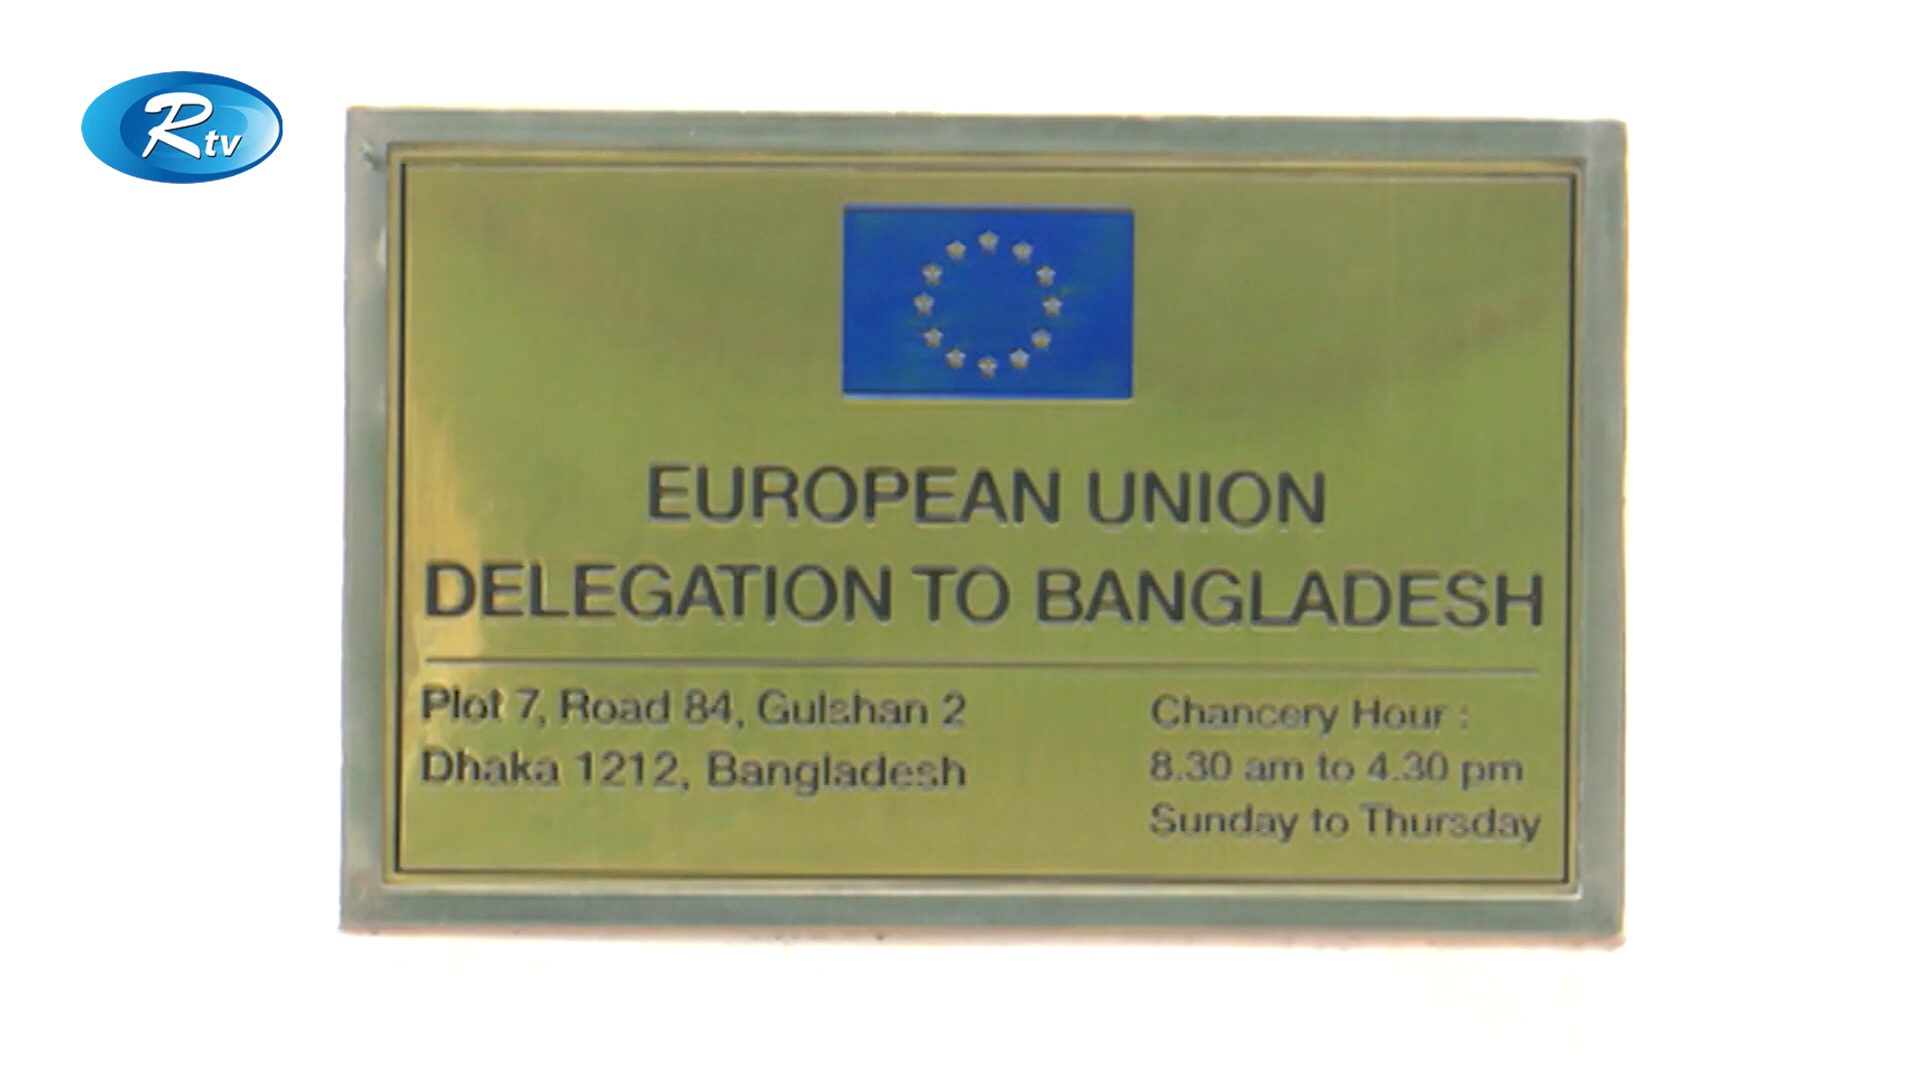 Rtv
EUROPEAN UNION
DELEGATION TO BANGLADESH
Plot 7, Road 84, Gulshan 2
Dhaka 1212, Bangladesh
Chancery Hour :
8.30 am to 4.30 pm
Sunday to Thursday